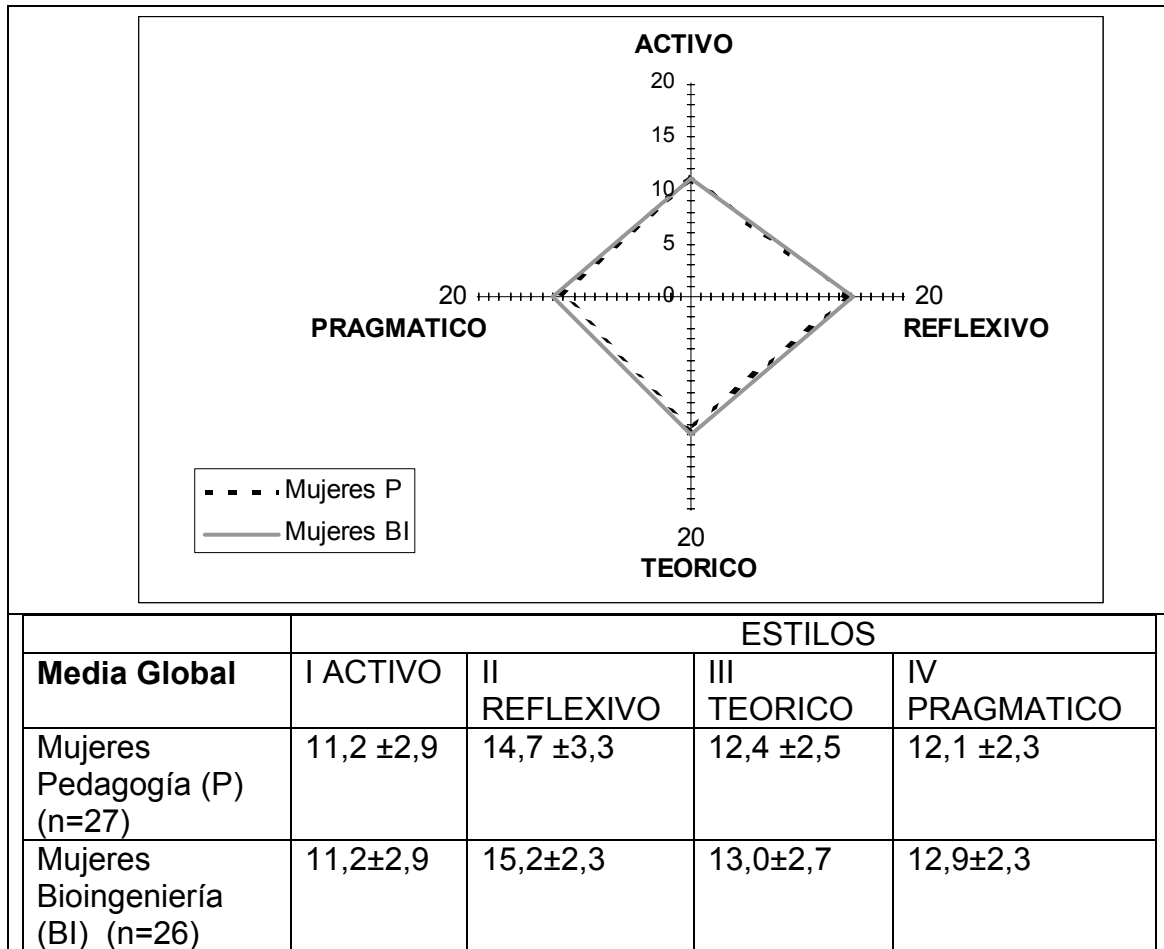 ACTIVO
20
15
10
5
0
20
PRAGMATICO
20
REFLEXIVO
20
TEORICO
Mujeres P
Mujeres BI
ESTILOS
Media Global
I ACTIVO
II
REFLEXIVO
III
TEORICO
IV
PRAGMATICO
Mujeres
Pedagogía (P)
(n=27)
11,2 ±2,9
14,7 ±3,3
12,4 ±2,5
12,1 ±2,3
Mujeres
Bioingeniería
(BI) (n=26)
11,2±2,9
15,2±2,3
13,0±2,7
12,9±2,3